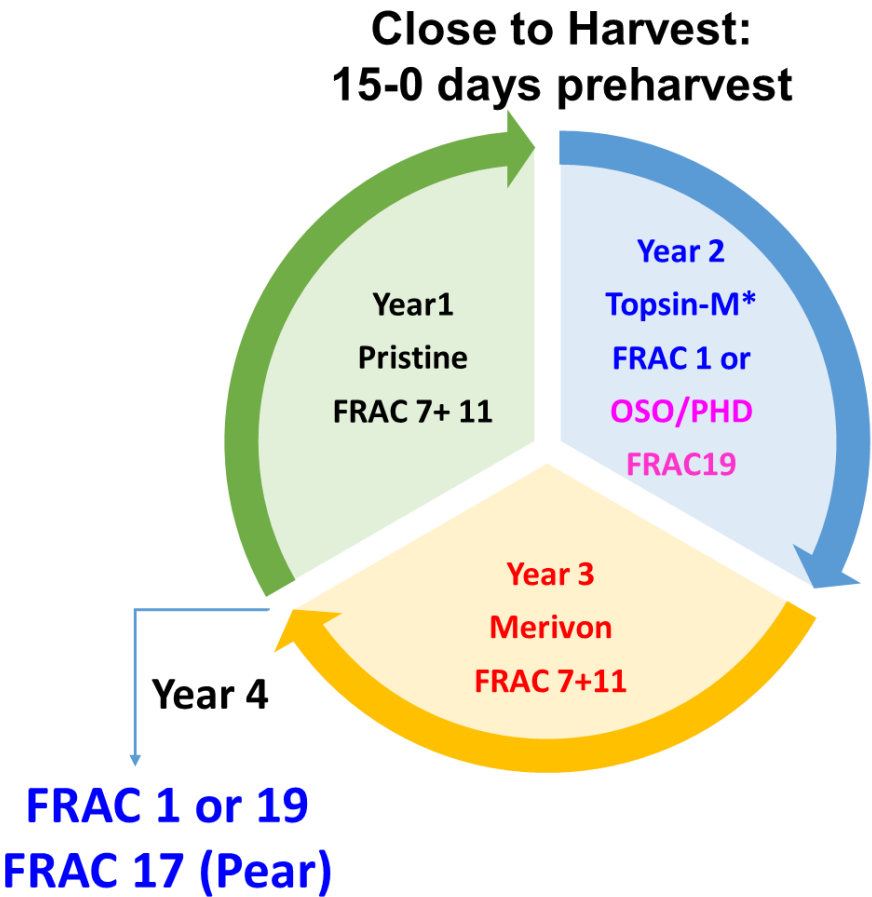 Close to Harvest:
15-0 days preharvest
Year1
Pristine
FRAC 7+ 11
Year 2
Topsin-M*
FRAC 1 or
OSO/PHD
FRAC19
Year 3
Merivon
FRAC 7+11
Year 4
FRAC 1 or 19
FRAC 17 (Pear)